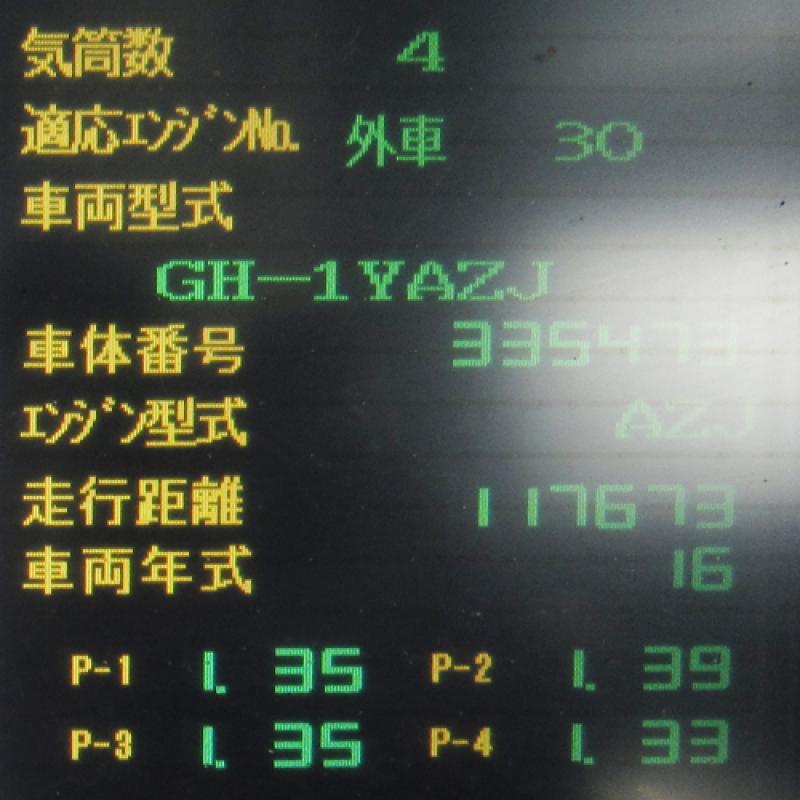 気筒数 4
適応ｴﾝｼﾞﾝNo. 外車 30
車両型式
GH-1YAZJ
車体番号 335473
ｴﾝｼﾞﾝ型式 AZJ
走行距離 117673
車両年式 16
P-1 1.35 P-2 1.39
P-3 1.35 P-4 1.33